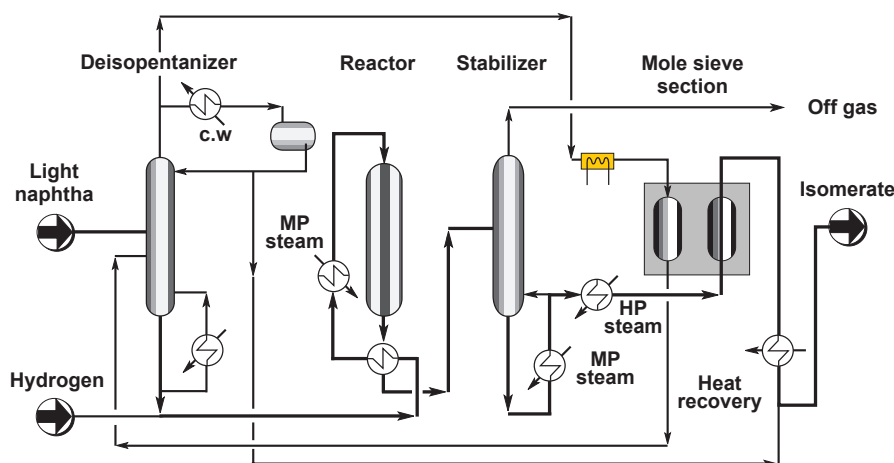 Deisopentanizer
Reactor
Stabilizer
Mole sieve
section
Off gas
c.w
Light
naphtha
Isomerate
MP
steam
HP
steam
MP
steam
Hydrogen
Heat
recovery